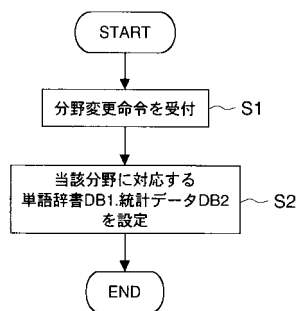 START
分野変更命令を受付
S1
当該分野に対応する
単語辞書DB1,統計データDB2
を設定
S2
END